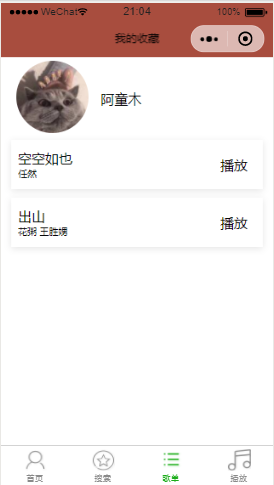 WeChat 21:04 100%
我的收藏
阿童木
空空如也
任然
播放
出山
花粥 王胜娚
播放
首页 搜索 歌单 播放